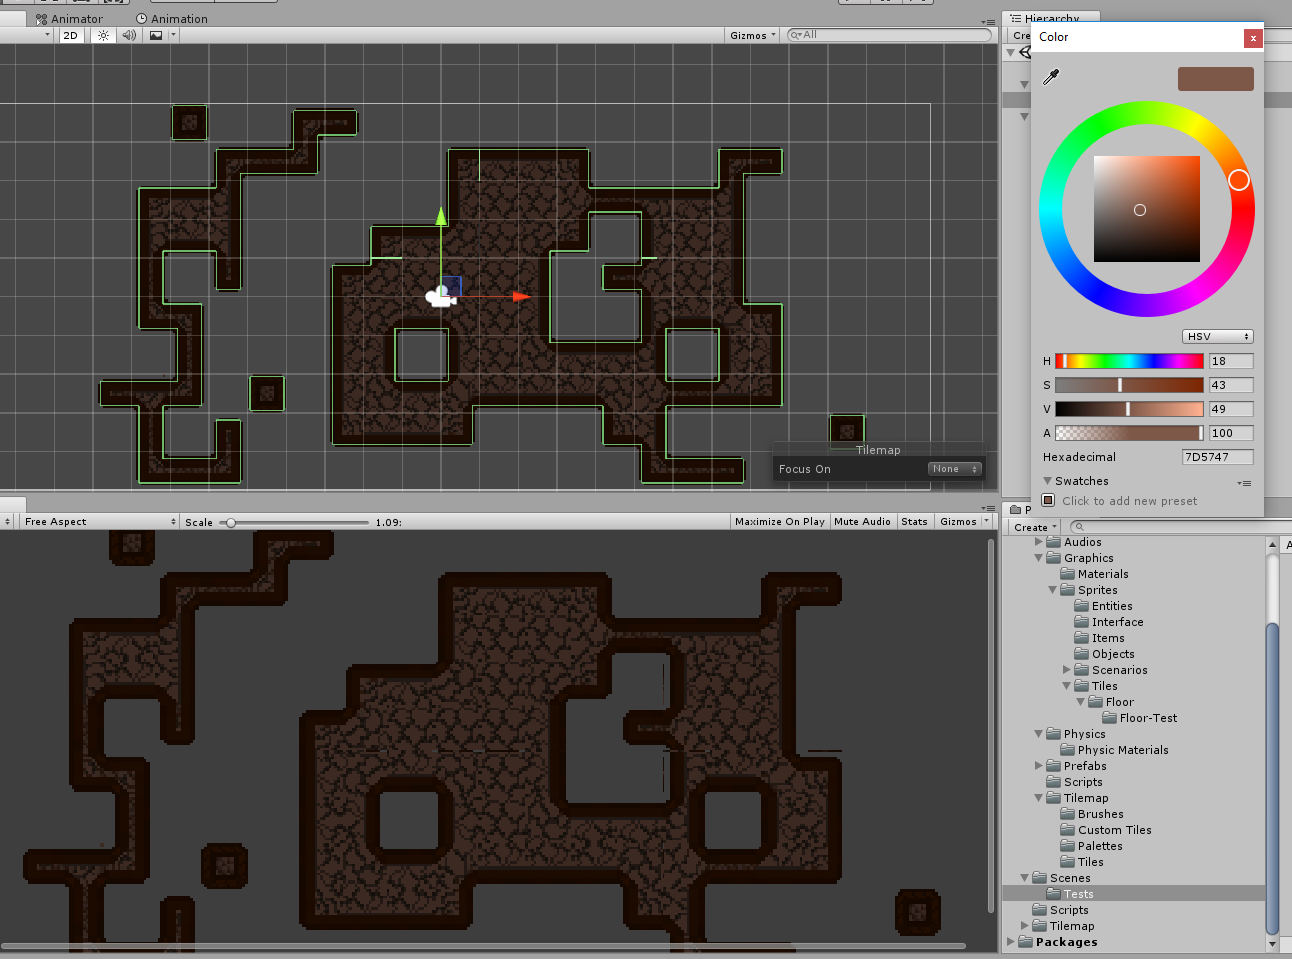 Animator
Animation
Hierarchy
2D
Gizmos
All
Cre
Color
HSV
H 18
S 43
V 49
A 100
Hexadecimal 7D5747
Swatches
Click to add new preset
Tilemap
Focus On None
Free Aspect
Scale 1.09:
Maximize On Play
Mute Audio
Stats
Gizmos
P
Create
A
Audios
Graphics
Materials
Sprites
Entities
Interface
Items
Objects
Scenarios
Tiles
Floor
Floor-Test
Physics
Physic Materials
Prefabs
Scripts
Tilemap
Brushes
Custom Tiles
Palettes
Tiles
Scenes
Tests
Scripts
Tilemap
Packages